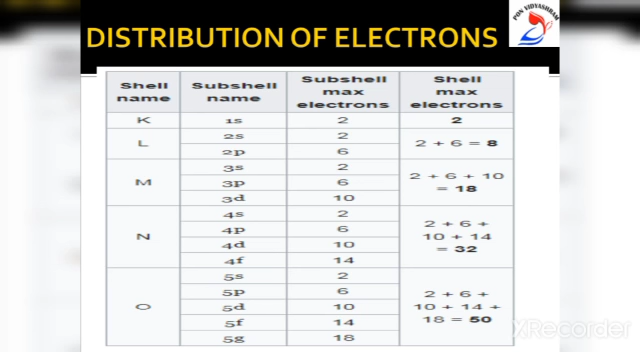 PON VIDYASHRAM
DISTRIBUTION OF ELECTRONS
Shell name Subshell name Subshell max electrons Shell max electrons
K 1s 2 2
L 2s 2 2 + 6 = 8
2p 6
M 3s 2 2 + 6 + 10 = 18
3p 6
3d 10
N 4s 2 2 + 6 + 10 + 14 = 32
4p 6
4d 10
4f 14
O 5s 2 2 + 6 + 10 + 14 + 18 = 50
5p 6
5d 10
5f 14
5g 18
XRecorder